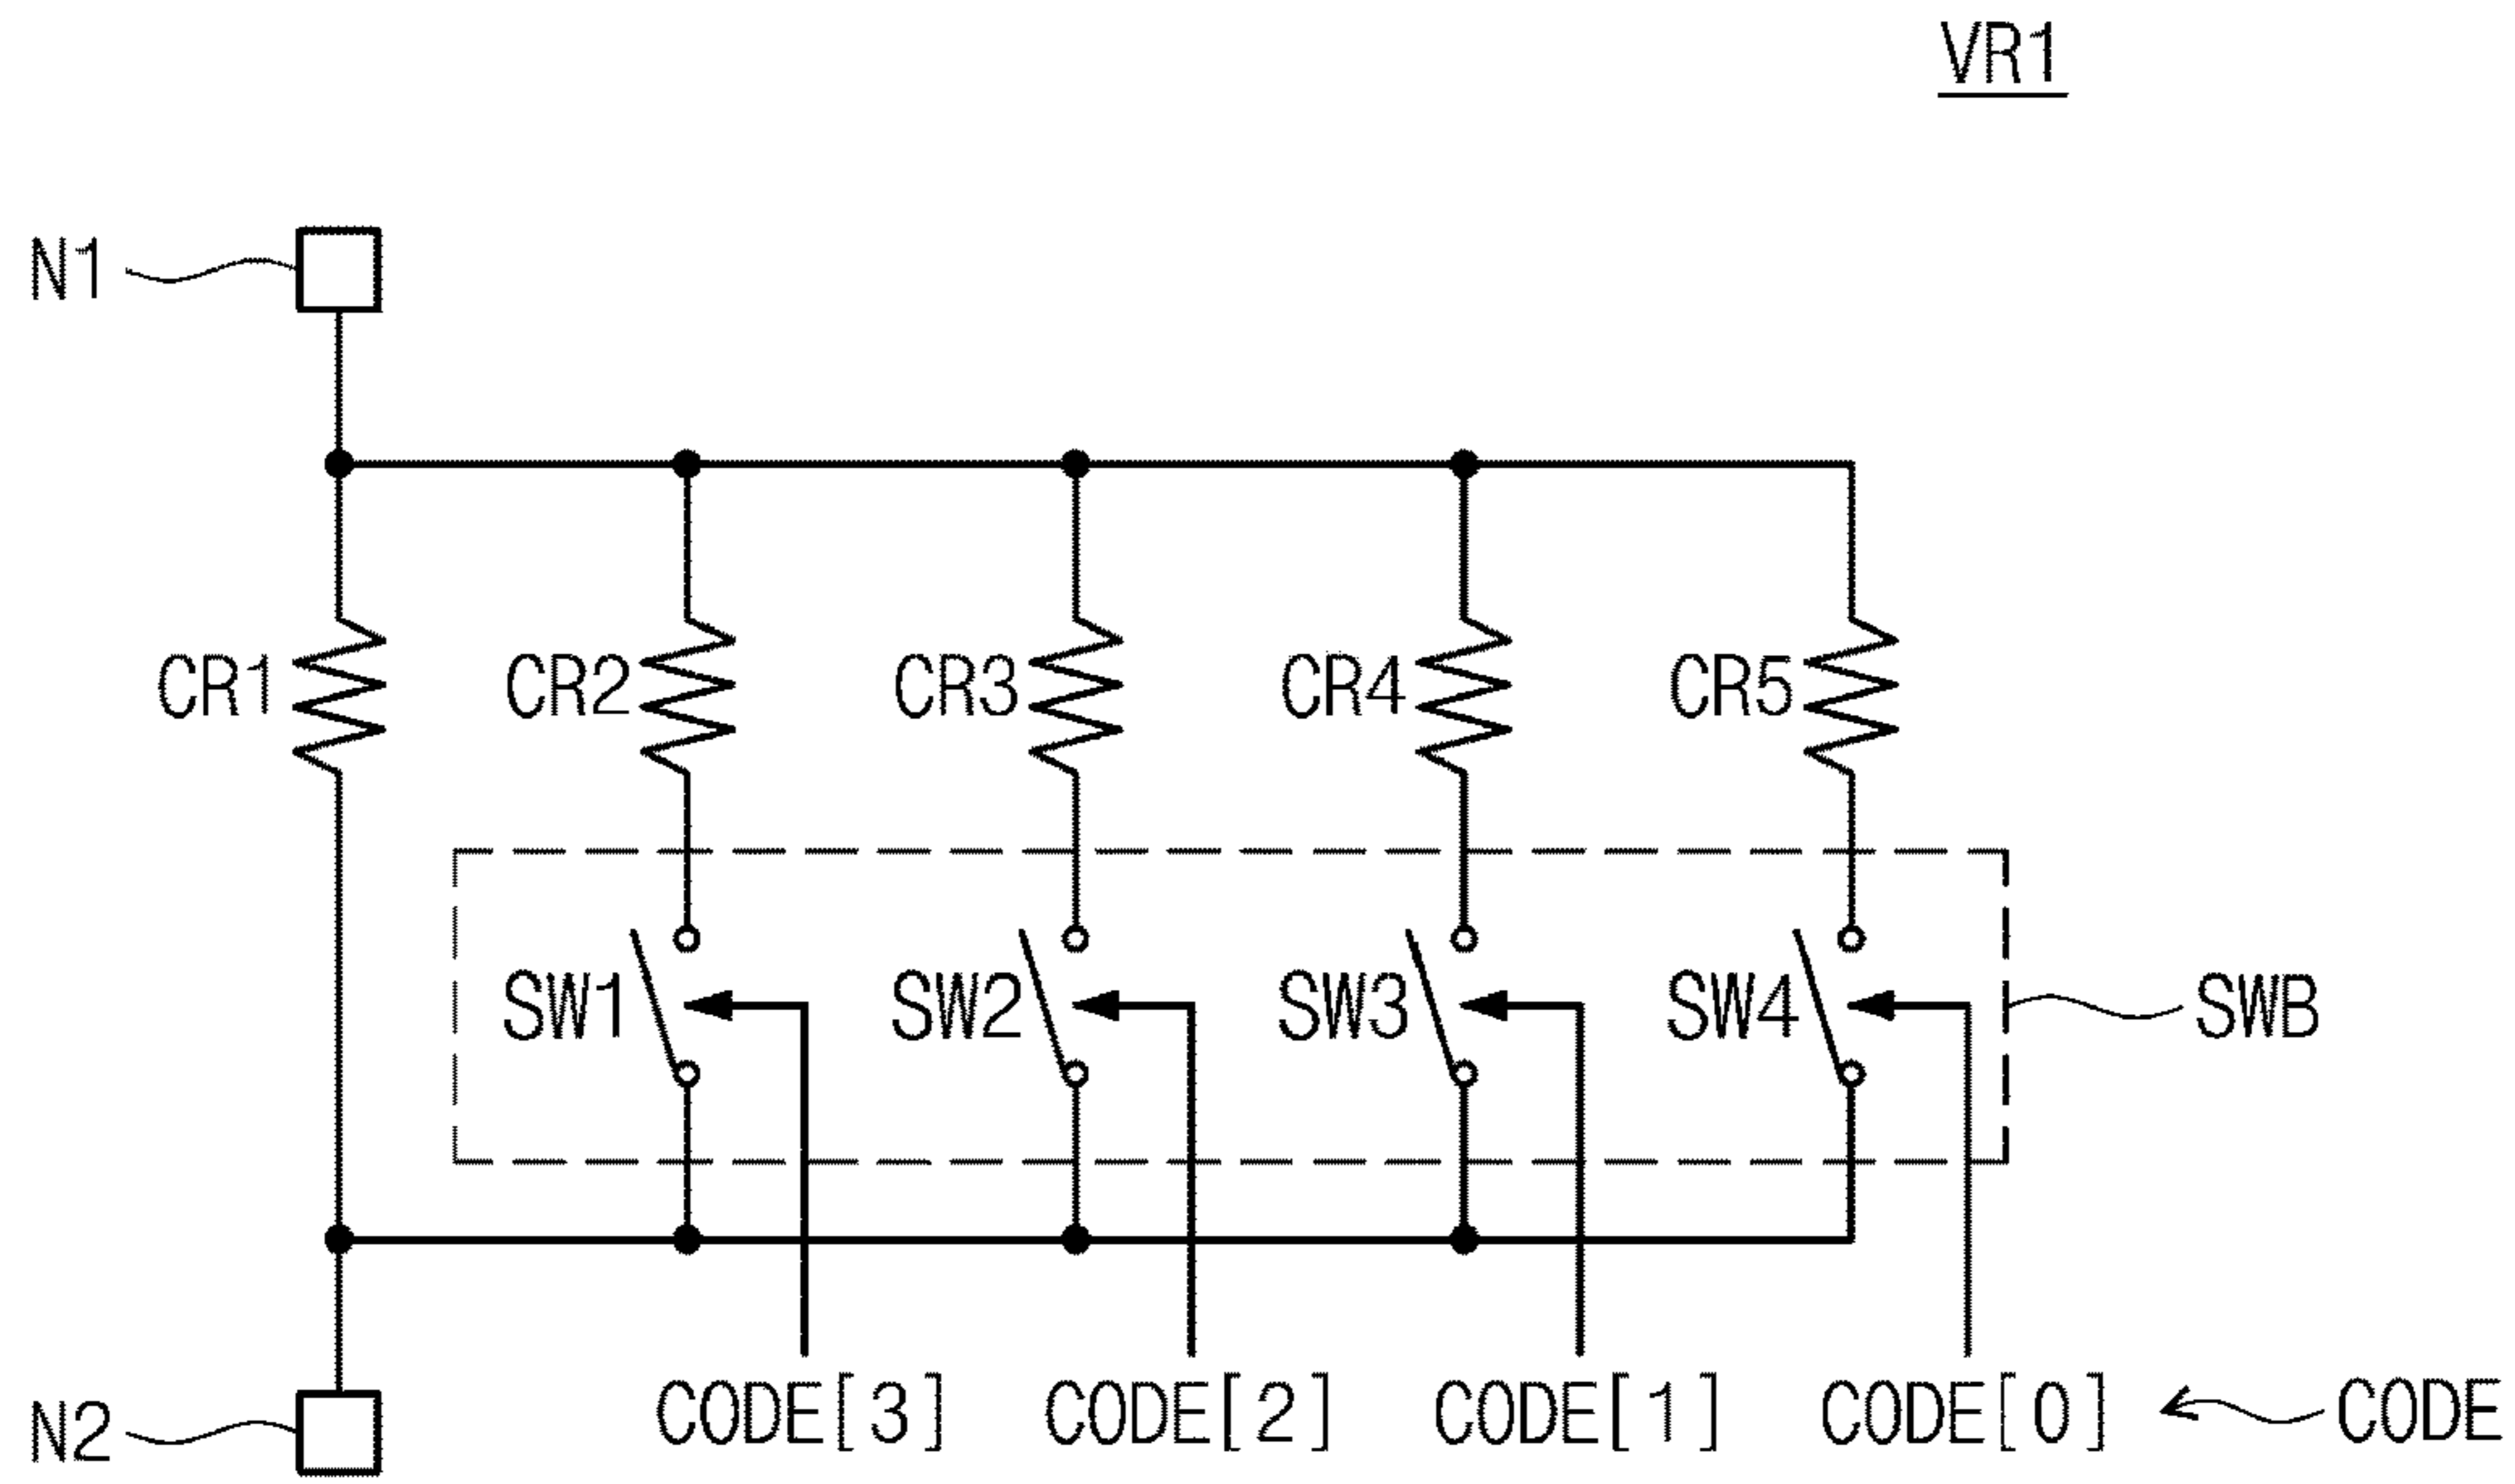 VR1
N1
CR1 CR2 CR3 CR4 CR5
SW1 SW2 SW3 SW4 SWB
CODE[3] CODE[2] CODE[1] CODE[0] CODE
N2